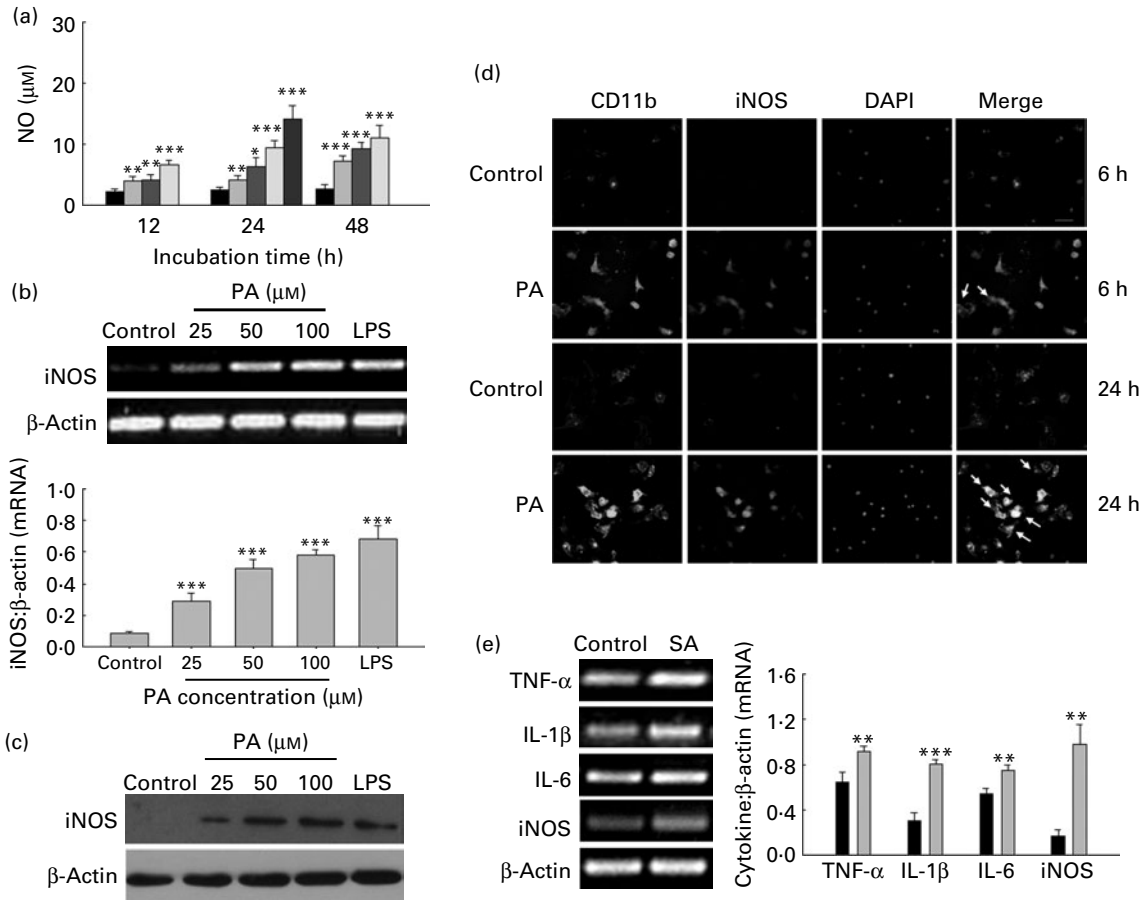 (a)
30
20
10
0
NO (μM)
** ** ***
** * *** ***
*** *** ***
12 24 48
Incubation time (h)
(b)
PA (μM)
Control 25 50 100 LPS
iNOS
β-Actin
1·0
0·8
0·6
0·4
0·2
0·0
iNOS:β-actin (mRNA)
*** *** *** ***
Control 25 50 100 LPS
PA concentration (μM)
(c)
PA (μM)
Control 25 50 100 LPS
iNOS
β-Actin
(d)
CD11b iNOS DAPI Merge
Control 6 h
PA 6 h
Control 24 h
PA 24 h
(e)
Control SA
TNF-α
IL-1β
IL-6
iNOS
β-Actin
1·6
1·2
0·8
0·4
0·0
Cytokine:β-actin (mRNA)
** *** ** **
TNF-α IL-1β IL-6 iNOS